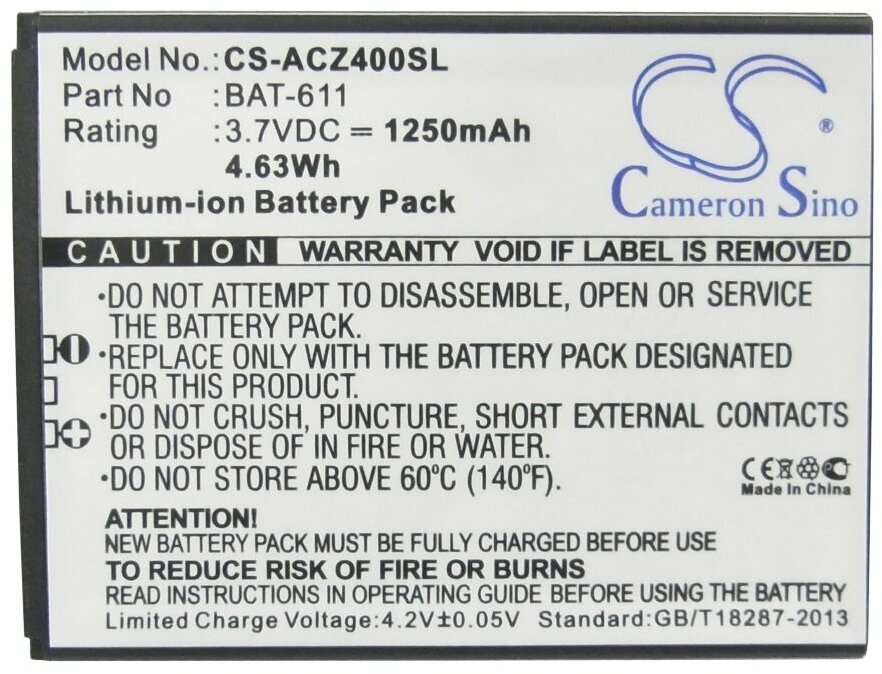 Model No.:CS-ACZ400SL
Part No :BAT-611
Rating :3.7VDC = 1250mAh
4.63Wh
Lithium-ion Battery Pack
CS ®
Cameron Sino
CAUTION WARRANTY VOID IF LABEL IS REMOVED
•DO NOT ATTEMPT TO DISASSEMBLE, OPEN OR SERVICE
THE BATTERY PACK.
•REPLACE ONLY WITH THE BATTERY PACK DESIGNATED
FOR THIS PRODUCT.
•DO NOT CRUSH, PUNCTURE, SHORT EXTERNAL CONTACTS
OR DISPOSE OF IN FIRE OR WATER.
•DO NOT STORE ABOVE 60°C (140°F).
CE
Made In China
ATTENTION!
NEW BATTERY PACK MUST BE FULLY CHARGED BEFORE USE
TO REDUCE RISK OF FIRE OR BURNS
READ INSTRUCTIONS IN OPERATING GUIDE BEFORE USING THE BATTERY
Limited Charge Voltage:4.2V±0.05V Standard:GB/T18287-2013